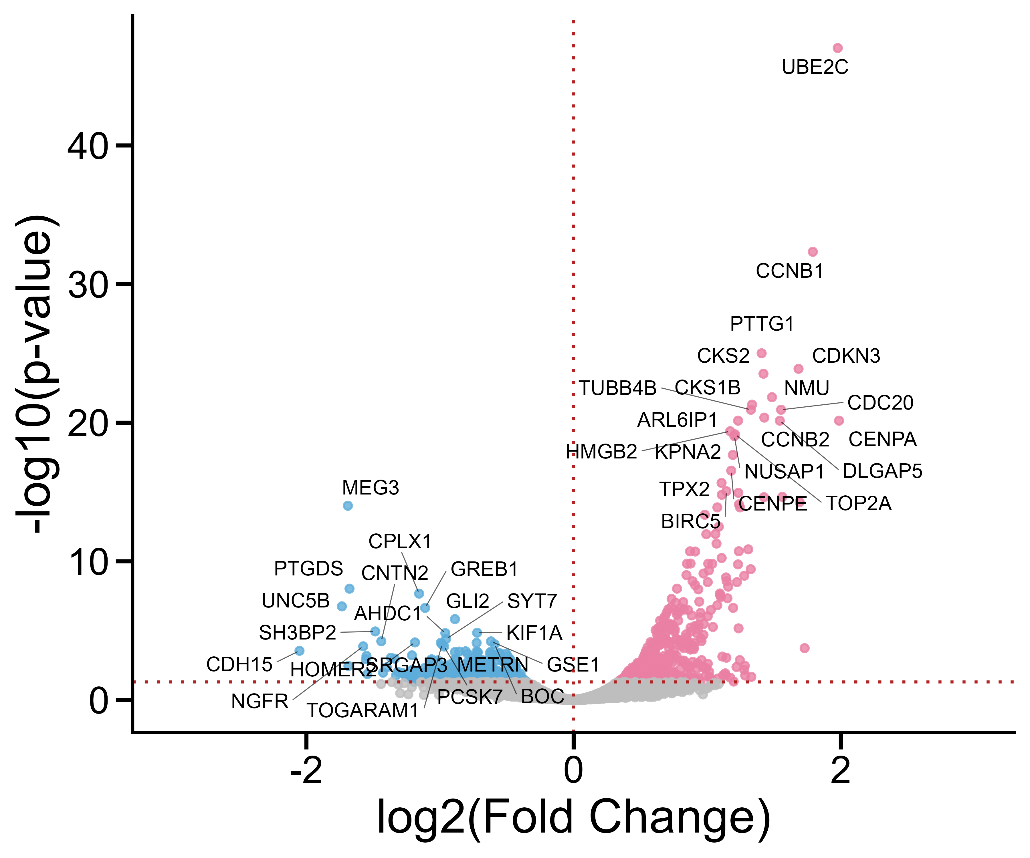 UBE2C
40
CCNB1
30
PTTG1
CKS2
CDKN3
TUBB4B
CKS1B
NMU
CDC20
20
ARL6IP1
CCNB2
CENPA
HMGB2
KPNA2
NUSAP1
DLGAP5
MEG3
TPX2
CENPE
TOP2A
BIRC5
CPLX1
10
PTGDS
CNTN2
GREB1
UNC5B
AHDC1
GLI2
SYT7
SH3BP2
KIF1A
CDH15
HOMER2
SRGAP3
METRN
GSE1
NGFR
PCSK7
BOC
0
TOGARAM1
-2
0
2
log2(Fold Change)
-log10(p-value)